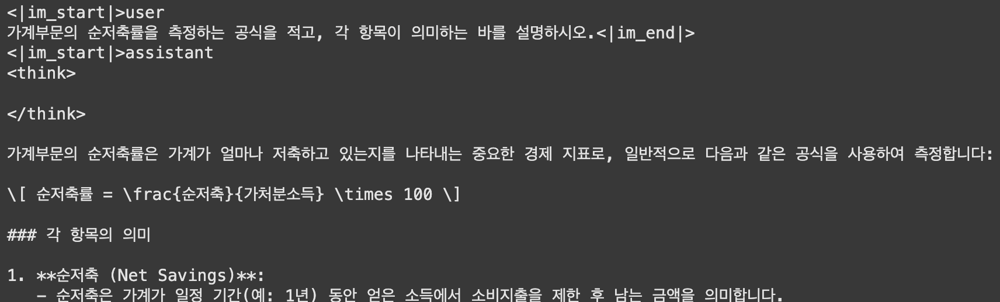 <|im_start|>user
가계부문의 순저축률을 측정하는 공식을 적고, 각 항목이 의미하는 바를 설명하시오.<|im_end|>
<|im_start|>assistant
<think>
</think>
가계부문의 순저축률은 가계가 얼마나 저축하고 있는지를 나타내는 중요한 경제 지표로, 일반적으로 다음과 같은 공식을 사용하여 측정합니다:
\[ 순저축률 = \frac{순저축}{가처분소득} \times 100 \]
### 각 항목의 의미
1. **순저축 (Net Savings)**:
- 순저축은 가계가 일정 기간(예: 1년) 동안 얻은 소득에서 소비지출을 제한 후 남는 금액을 의미합니다.